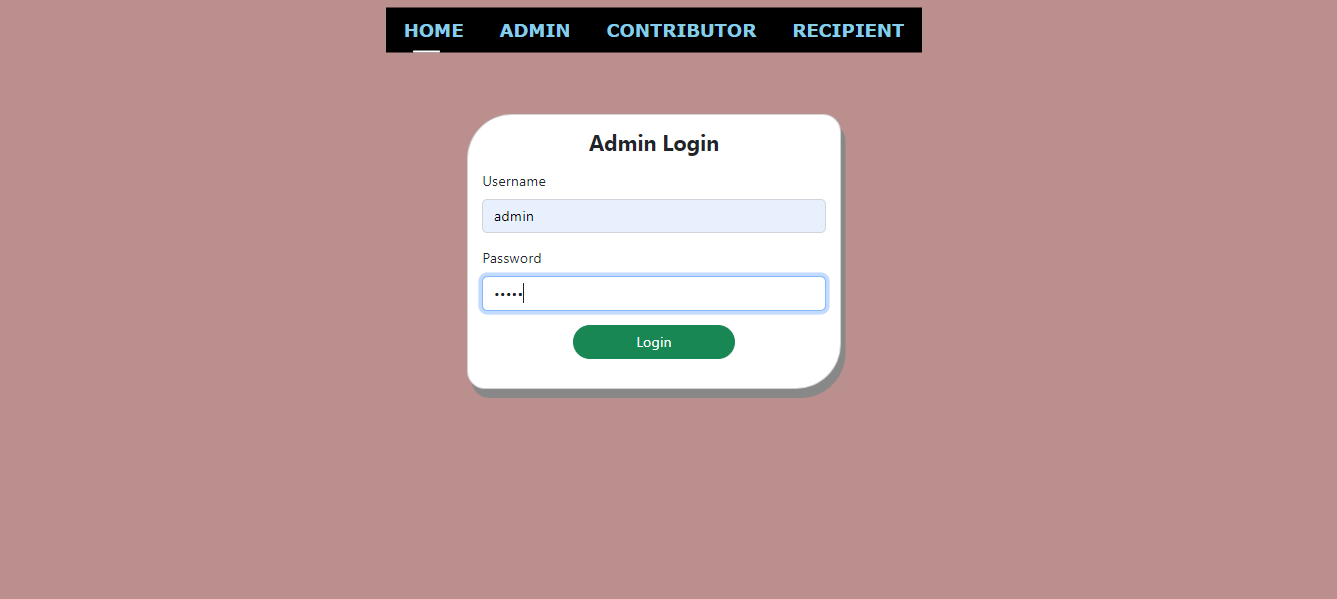 HOME ADMIN CONTRIBUTOR RECIPIENT
Admin Login
Username
admin
Password
•••••
Login